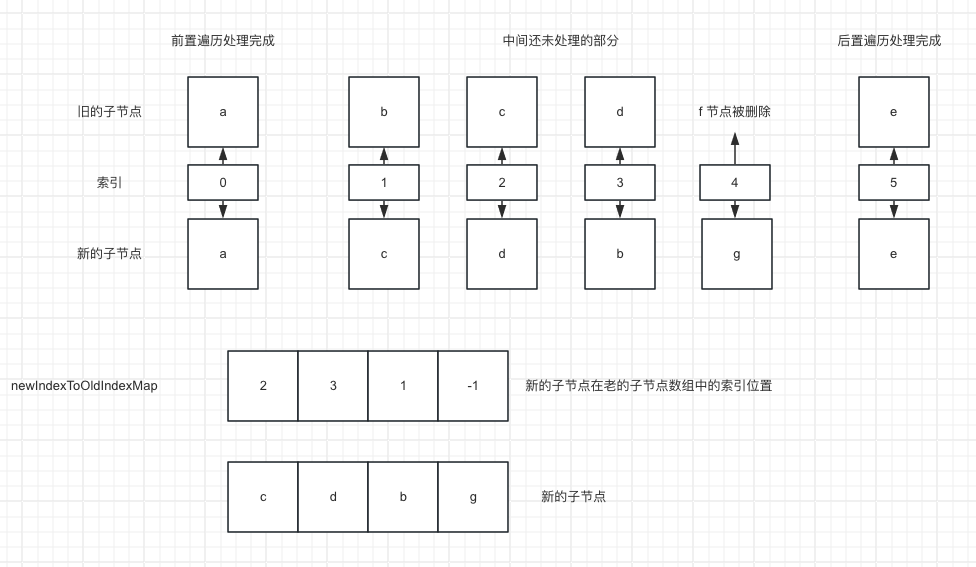 前置遍历处理完成
中间还未处理的部分
后置遍历处理完成
旧的子节点
a
b
c
d
f 节点被删除
e
索引
0
1
2
3
4
5
新的子节点
a
c
d
b
g
e
newIndexToOldIndexMap
2
3
1
-1
新的子节点在老的子节点数组中的索引位置
c
d
b
g
新的子节点